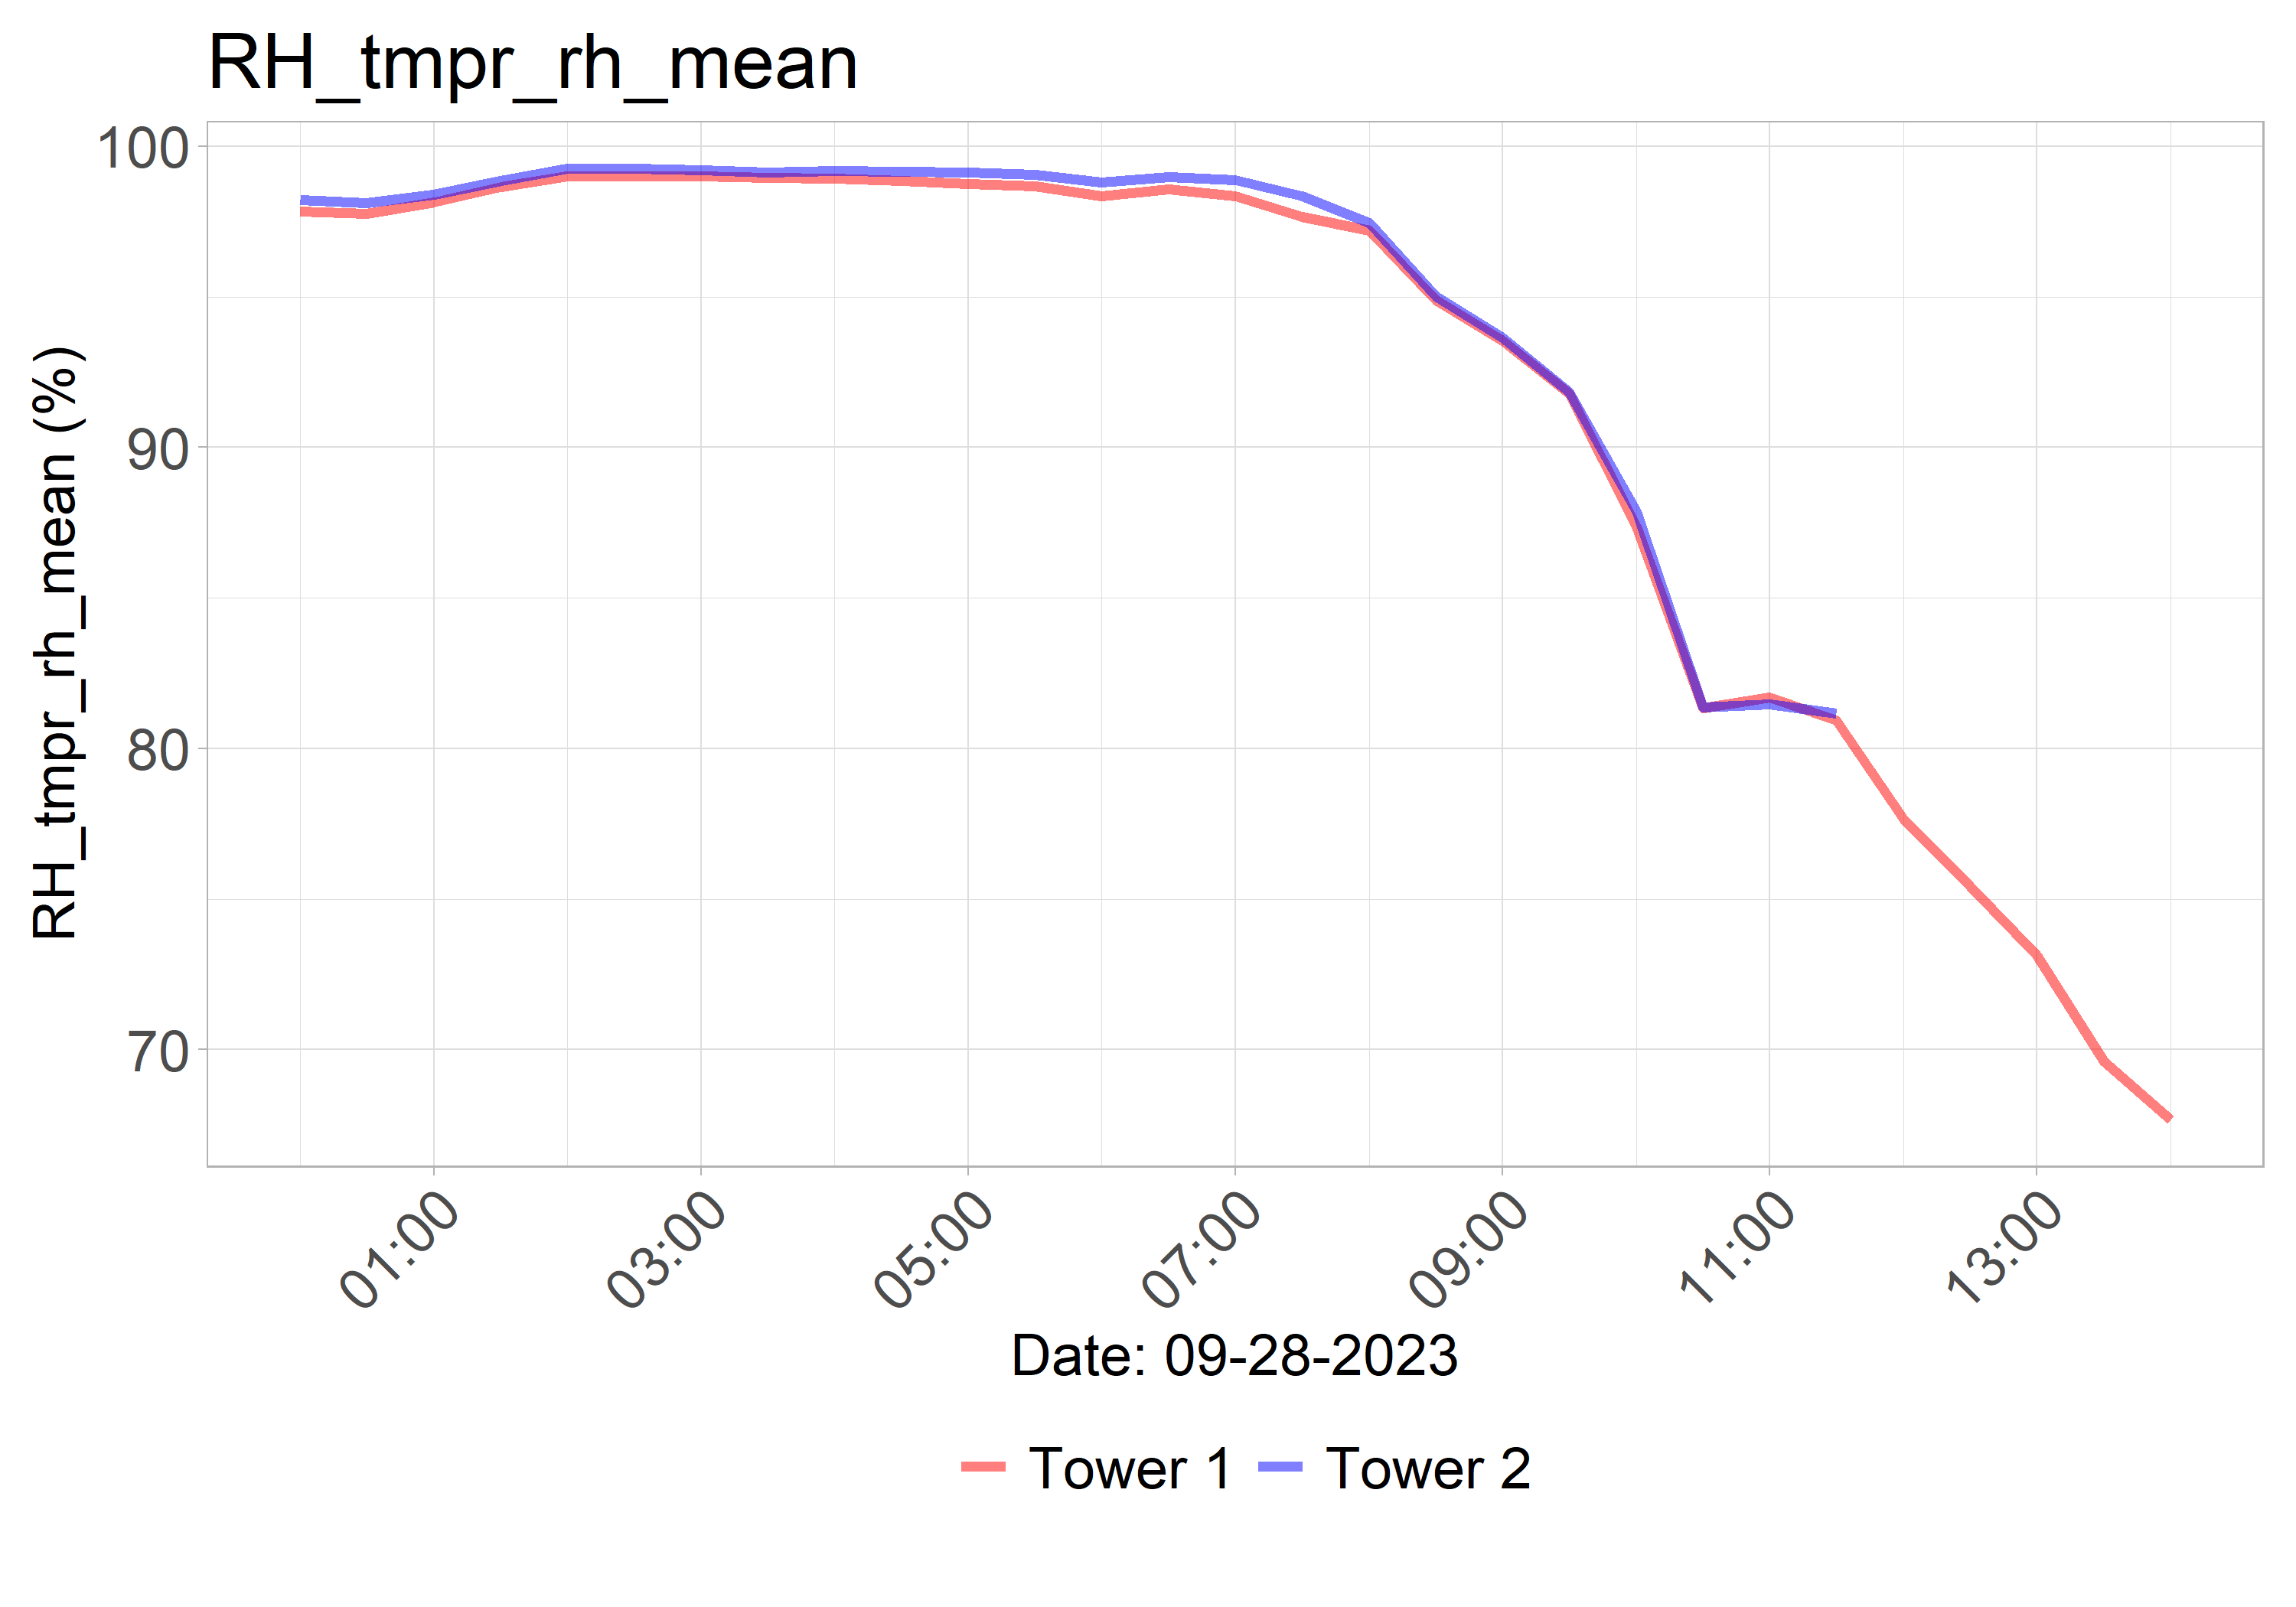 RH_tmpr_rh_mean
RH_tmpr_rh_mean (%)
100
90
80
70
01:00 03:00 05:00 07:00 09:00 11:00 13:00
Date: 09-28-2023
Tower 1 Tower 2